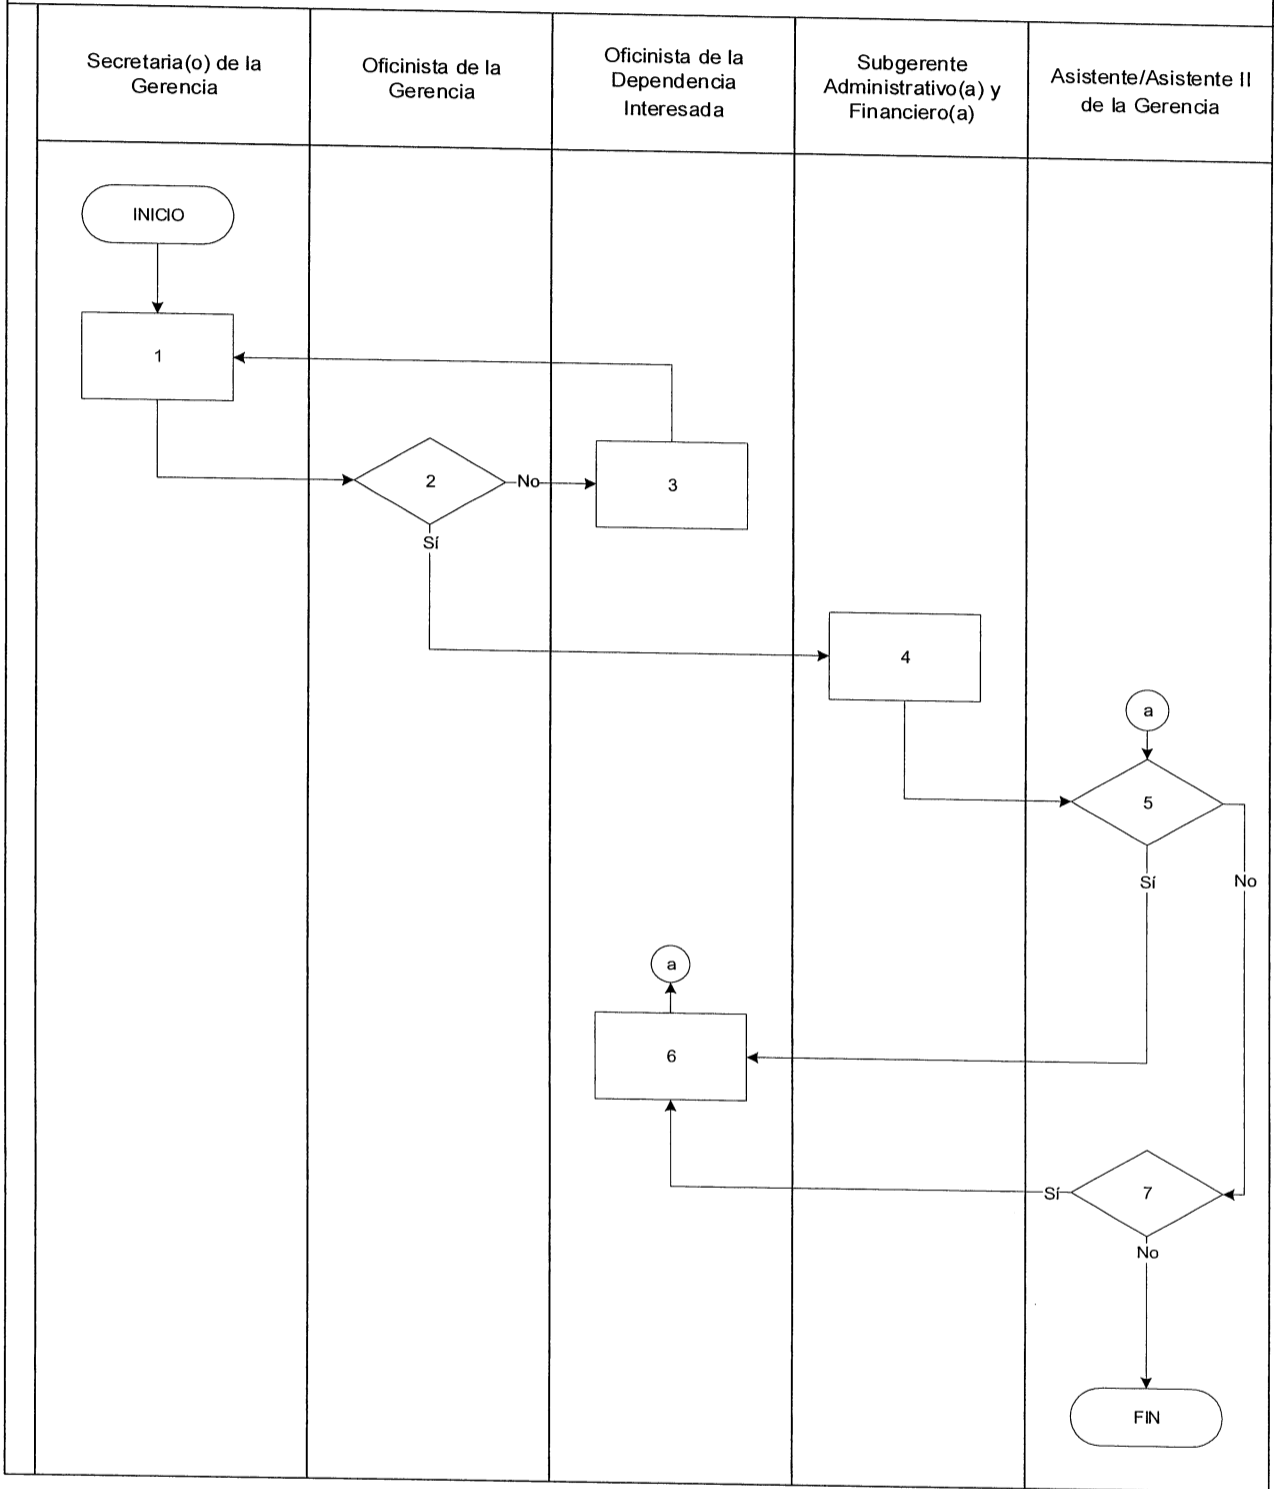 Secretaria(o) de la
Gerencia
Oficinista de la
Gerencia
Oficinista de la
Dependencia
Interesada
Subgerente
Administrativo(a) y
Financiero(a)
Asistente/Asistente II
de la Gerencia
INICIO
1
2
No
3
Sí
4
a
5
Sí
No
a
6
Sí
7
No
FIN